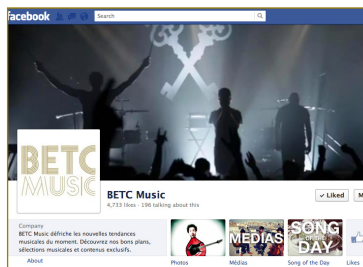 facebook
Search
BETC
MUSIC
BETC Music
4,733 likes · 196 talking about this
✓ Liked
M
Company
BETC Music défriche les nouvelles tendances
musicales du moment. Découvrez nos bons plans,
sélections musicales et contenus exclusifs.
About
MEDIAS
SONG
OF THE
DAY
Photos
Médias
Song of the Day
Likes